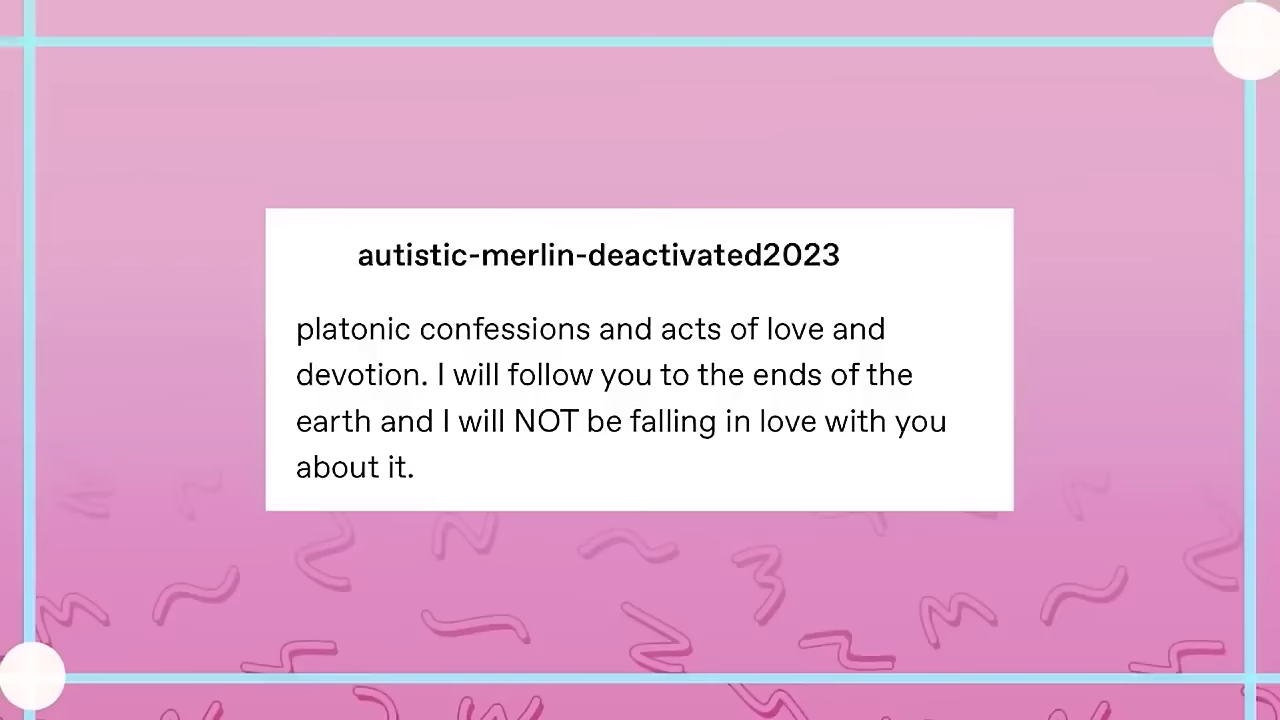 autistic-merlin-deactivated2023
platonic confessions and acts of love and
devotion. I will follow you to the ends of the
earth and I will NOT be falling in love with you
about it.